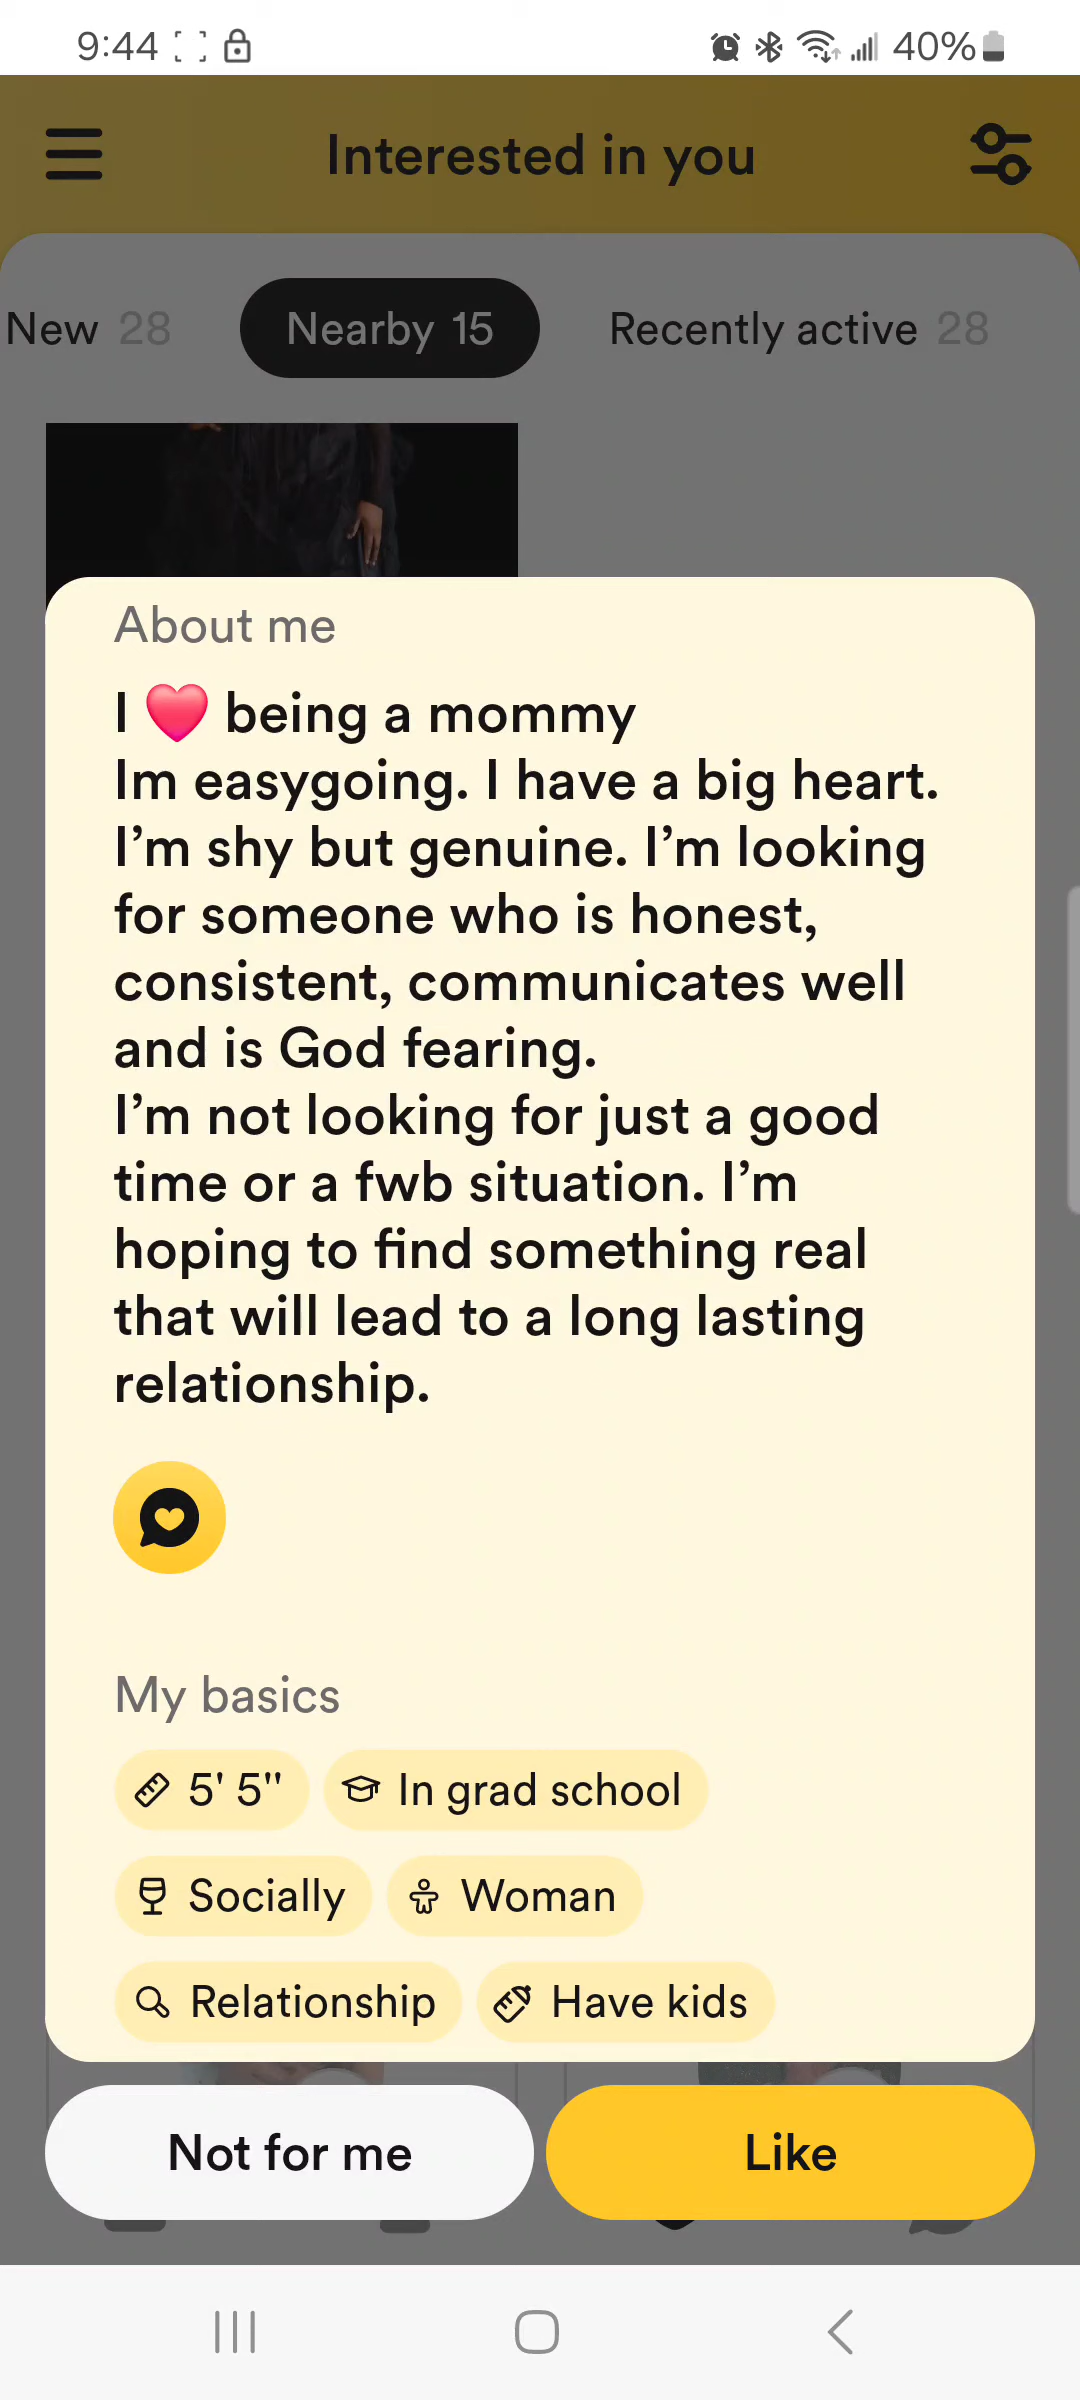 9:44
40%
Interested in you
New 28
Nearby 15
Recently active 28
About me
I ❤️ being a mommy
Im easygoing. I have a big heart.
I’m shy but genuine. I’m looking
for someone who is honest,
consistent, communicates well
and is God fearing.
I’m not looking for just a good
time or a fwb situation. I’m
hoping to find something real
that will lead to a long lasting
relationship.
My basics
5' 5"
In grad school
Socially
Woman
Relationship
Have kids
Not for me
Like